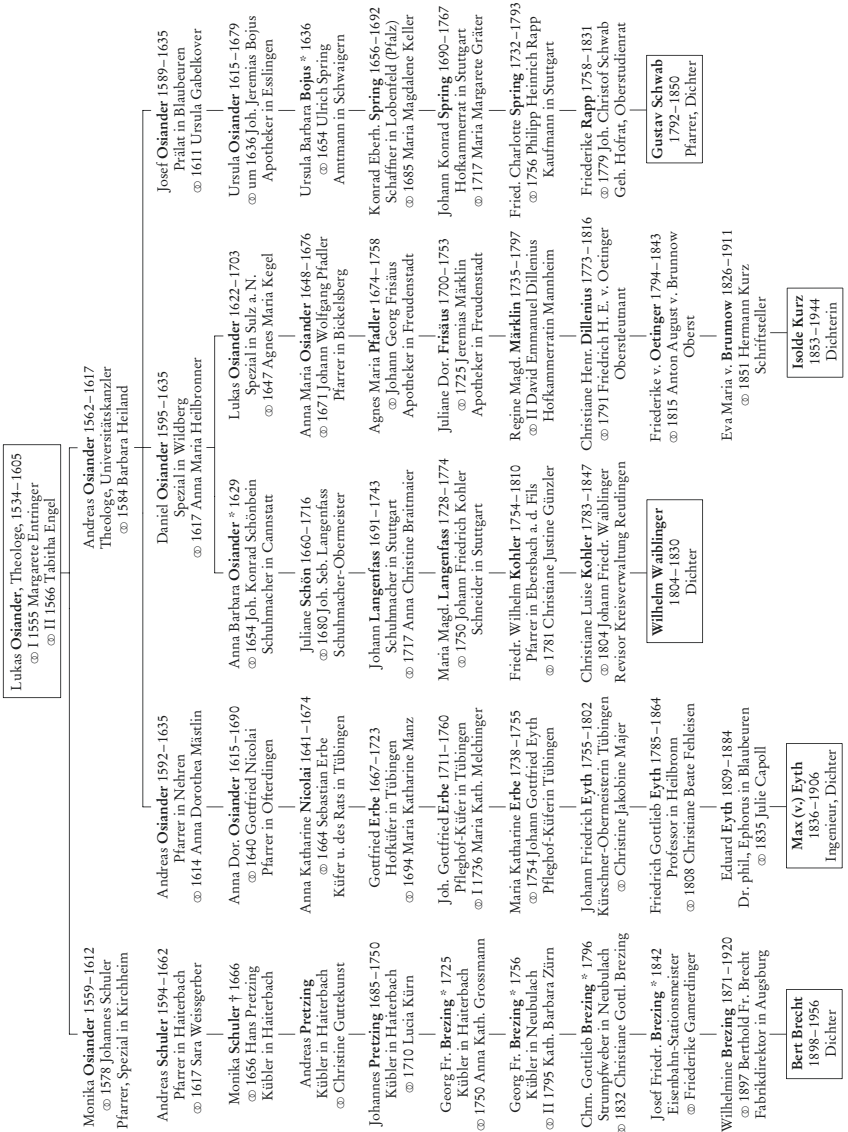 Lukas Osiander, Theologe, 1534–1605
⚭ I 1555 Margarete Entringer
⚭ II 1566 Tabitha Engel
Monika Osiander 1559–1612
⚭ 1578 Johannes Schuler
Pfarrer, Spezial in Kirchheim
Andreas Schuler 1594–1662
Pfarrer in Haiterbach
⚭ 1617 Sara Weissgerber
Monika Schuler † 1666
⚭ 1656 Hans Pretzing
Kübler in Haiterbach
Andreas Pretzing
Kübler in Haiterbach
⚭ Christine Guttekunst
Johannes Pretzing 1685–1750
Kübler in Haiterbach
⚭ 1710 Lucia Kürn
Georg Fr. Brezing * 1725
Kübler in Haiterbach
⚭ 1750 Anna Kath. Grossmann
Georg Fr. Brezing * 1756
Kübler in Neubulach
⚭ II 1795 Kath. Barbara Zürn
Chrn. Gottlieb Brezing * 1796
Strumpfweber in Neubulach
⚭ 1832 Christiane Gottl. Brezing
Josef Friedr. Brezing * 1842
Eisenbahn-Stationsmeister
⚭ Friederike Gamerdinger
Wilhelmine Brezing 1871–1920
⚭ 1897 Berthold Fr. Brecht
Fabrikdirektor in Augsburg
Bert Brecht
1898–1956
Dichter
Andreas Osiander 1562–1617
Theologe, Universitätskanzler
⚭ 1584 Barbara Heiland
Andreas Osiander 1592–1635
Pfarrer in Nehren
⚭ 1614 Anna Dorothea Mästlin
Anna Dor. Osiander 1615–1690
⚭ 1640 Gottfried Nicolai
Pfarrer in Ofterdingen
Anna Katharine Nicolai 1641–1674
⚭ 1664 Sebastian Erbe
Küfer u. des Rats in Tübingen
Gottfried Erbe 1667–1723
Hofküfer in Tübingen
⚭ 1694 Maria Katharine Manz
Joh. Gottfried Erbe 1711–1760
Pfleghof-Küfer in Tübingen
⚭ I 1736 Maria Kath. Melchinger
Maria Katharine Erbe 1738–1755
⚭ 1754 Johann Gottfried Eyth
Pfleghof-Küferin Tübingen
Johann Friedrich Eyth 1755–1802
Kürschner-Obermeisterin Tübingen
⚭ Christine Jakobine Majer
Friedrich Gottlieb Eyth 1785–1864
Professor in Heilbronn
⚭ 1808 Christiane Beate Fehleisen
Eduard Eyth 1809–1884
Dr. phil., Ephorus in Blaubeuren
⚭ 1835 Julie Capoll
Max (v.) Eyth
1836–1906
Ingenieur, Dichter
Daniel Osiander 1595–1635
Spezial in Wildberg
⚭ 1617 Anna Maria Heilbronner
Anna Barbara Osiander * 1629
⚭ 1654 Joh. Konrad Schönbein
Schuhmacher in Cannstatt
Juliane Schön 1660–1716
⚭ 1680 Joh. Seb. Langenfass
Schuhmacher-Obermeister
Johann Langenfass 1691–1743
Schuhmacher in Stuttgart
⚭ 1717 Anna Christine Braitmaier
Maria Magd. Langenfass 1728–1774
⚭ 1750 Johann Friedrich Kohler
Schneider in Stuttgart
Friedr. Wilhelm Kohler 1754–1810
Pfarrer in Ebersbach a. d. Fils
⚭ 1781 Christiane Justine Günzler
Christiane Luise Kohler 1783–1847
⚭ 1804 Johann Friedr. Waiblinger
Revisor Kreisverwaltung Reutlingen
Wilhelm Waiblinger
1804–1830
Dichter
Lukas Osiander 1622–1703
Spezial in Sulz a. N.
⚭ 1647 Agnes Maria Kegel
Anna Maria Osiander 1648–1676
⚭ 1671 Johann Wolfgang Pfadler
Pfarrer in Bickelsberg
Agnes Maria Pfadler 1674–1758
⚭ Johann Georg Frisäus
Apotheker in Freudenstadt
Juliane Dor. Frisäus 1700–1753
⚭ 1725 Jeremias Märklin
Apotheker in Freudenstadt
Regine Magd. Märklin 1735–1797
⚭ II David Emmanuel Dillenius
Hofkammerratin Mannheim
Christiane Henr. Dillenius 1773–1816
⚭ 1791 Friedrich H. E. v. Oetinger
Oberstleutnant
Friederike v. Oetinger 1794–1843
⚭ 1815 Anton August v. Brunnow
Oberst
Eva Maria v. Brunnow 1826–1911
⚭ 1851 Hermann Kurz
Schriftsteller
Isolde Kurz
1853–1944
Dichterin
Josef Osiander 1589–1635
Prälat in Blaubeuren
⚭ 1611 Ursula Gabelkover
Ursula Osiander 1615–1679
⚭ um 1636 Joh. Jeremias Bojus
Apotheker in Esslingen
Ursula Barbara Bojus * 1636
⚭ 1654 Ulrich Spring
Amtmann in Schwaigern
Konrad Eberh. Spring 1656–1692
Schaffner in Lobenfeld (Pfalz)
⚭ 1685 Maria Magdalene Keller
Johann Konrad Spring 1690–1767
Hofkammerrat in Stuttgart
⚭ 1717 Maria Margarete Gräter
Fried. Charlotte Spring 1732–1793
⚭ 1756 Philipp Heinrich Rapp
Kaufmann in Stuttgart
Friederike Rapp 1758–1831
⚭ 1779 Joh. Christof Schwab
Geh. Hofrat, Oberstudienrat
Gustav Schwab
1792–1850
Pfarrer, Dichter